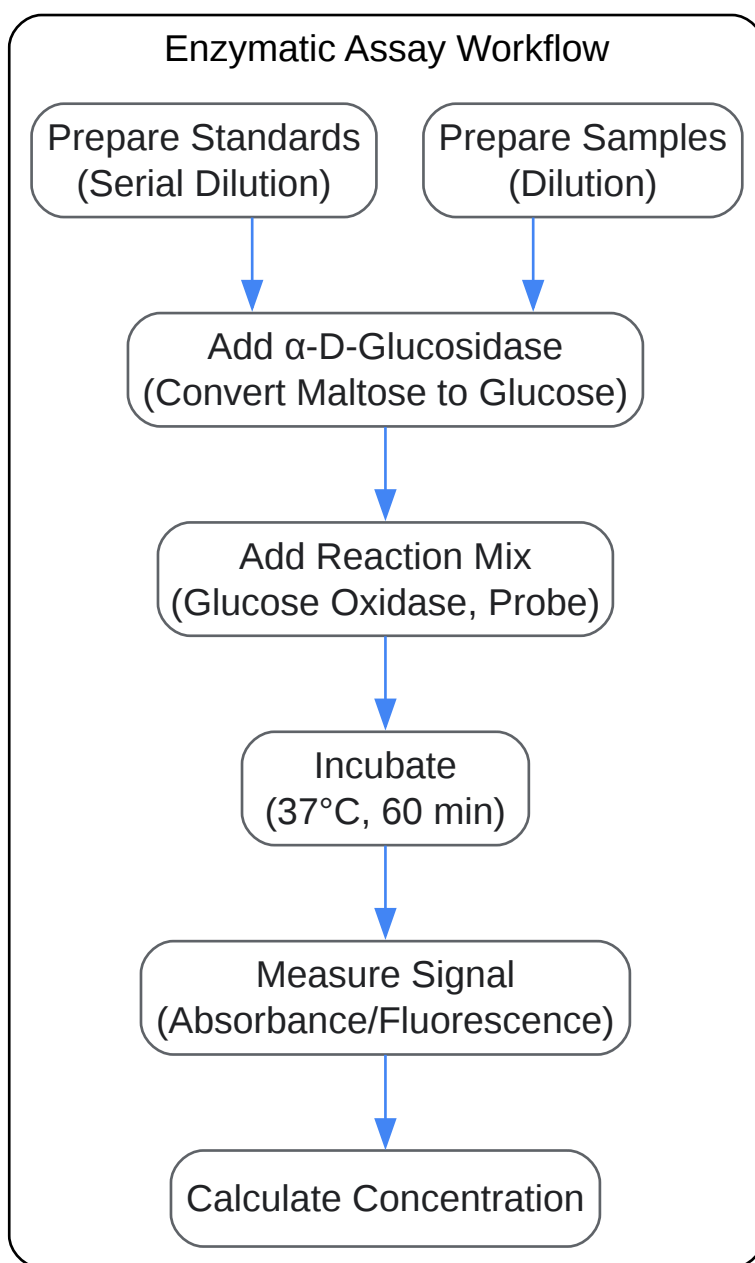 Enzymatic Assay Workflow
Prepare Standards
(Serial Dilution)
Prepare Samples
(Dilution)
Add α-D-Glucosidase
(Convert Maltose to Glucose)
Add Reaction Mix
(Glucose Oxidase, Probe)
Incubate
(37°C, 60 min)
Measure Signal
(Absorbance/Fluorescence)
Calculate Concentration